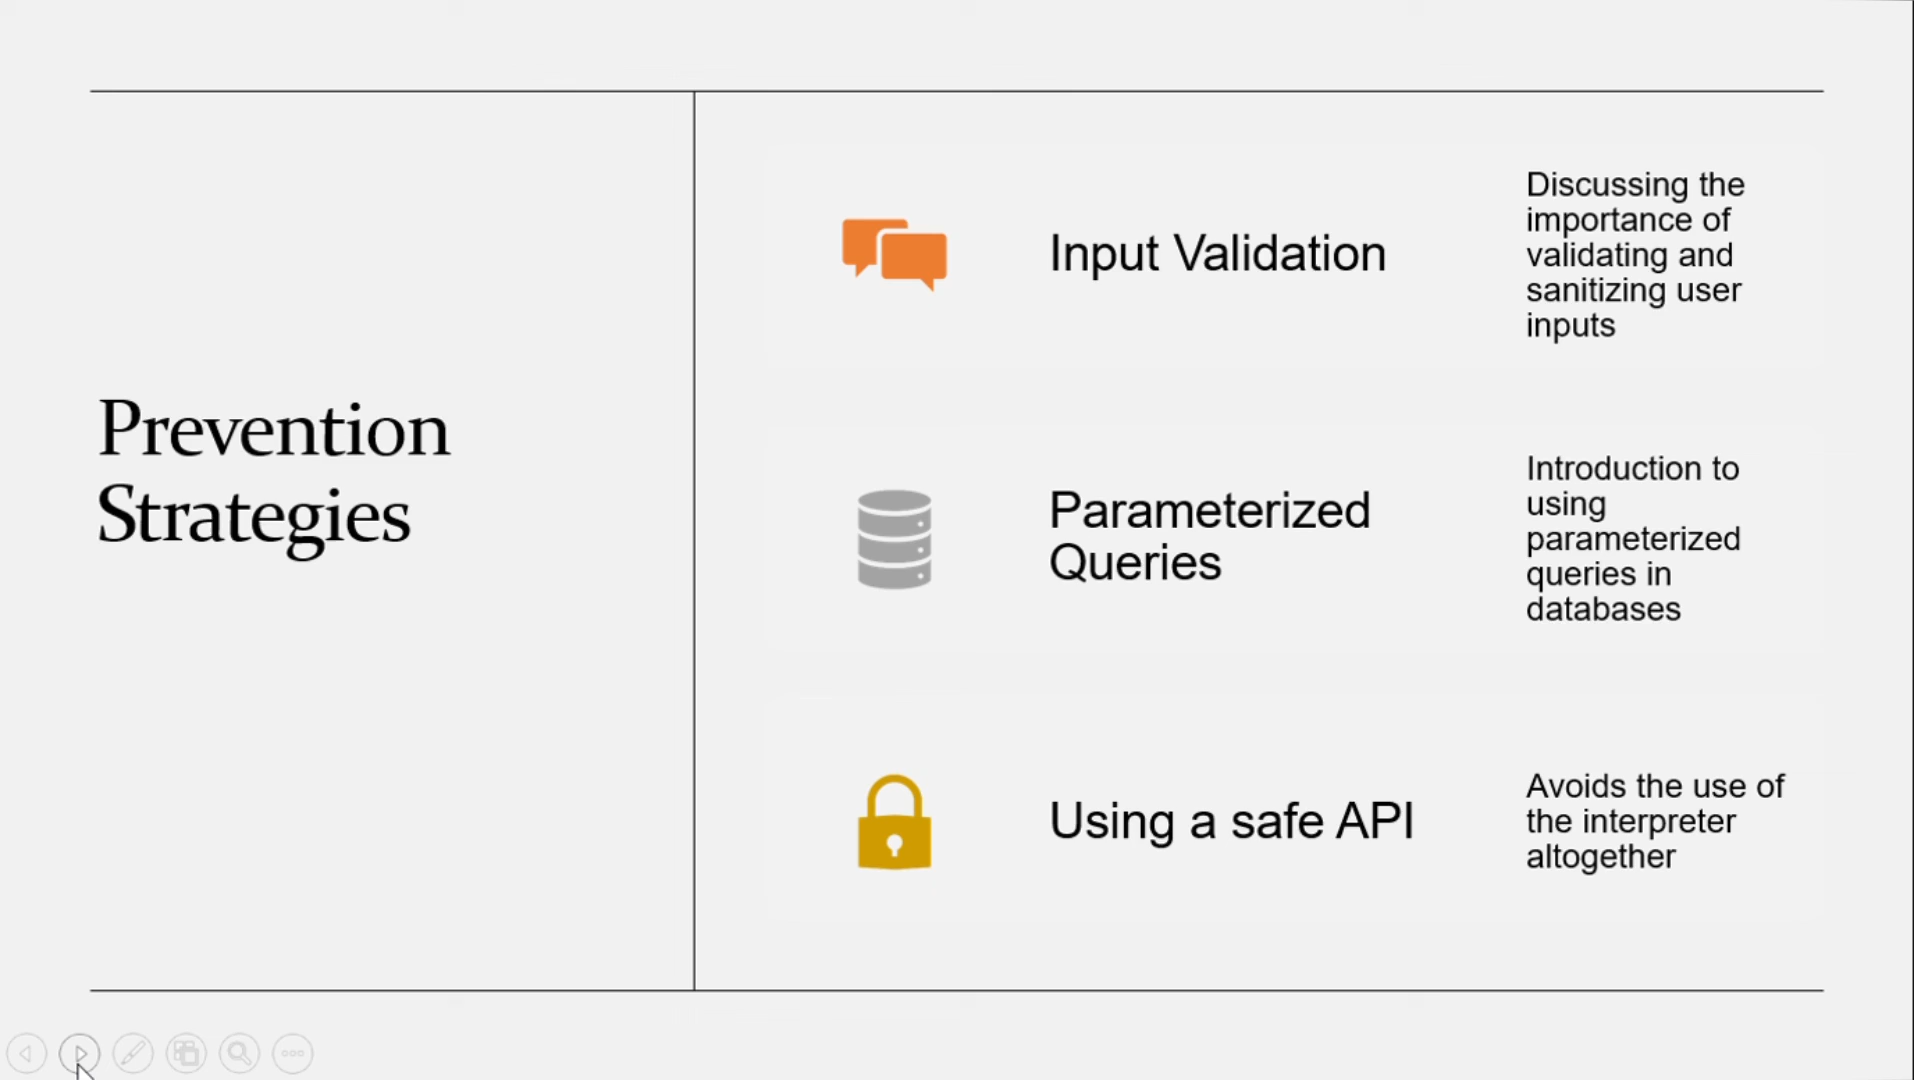 Prevention
Strategies
Input Validation
Discussing the
importance of
validating and
sanitizing user
inputs
Parameterized
Queries
Introduction to
using
parameterized
queries in
databases
Using a safe API
Avoids the use of
the interpreter
altogether